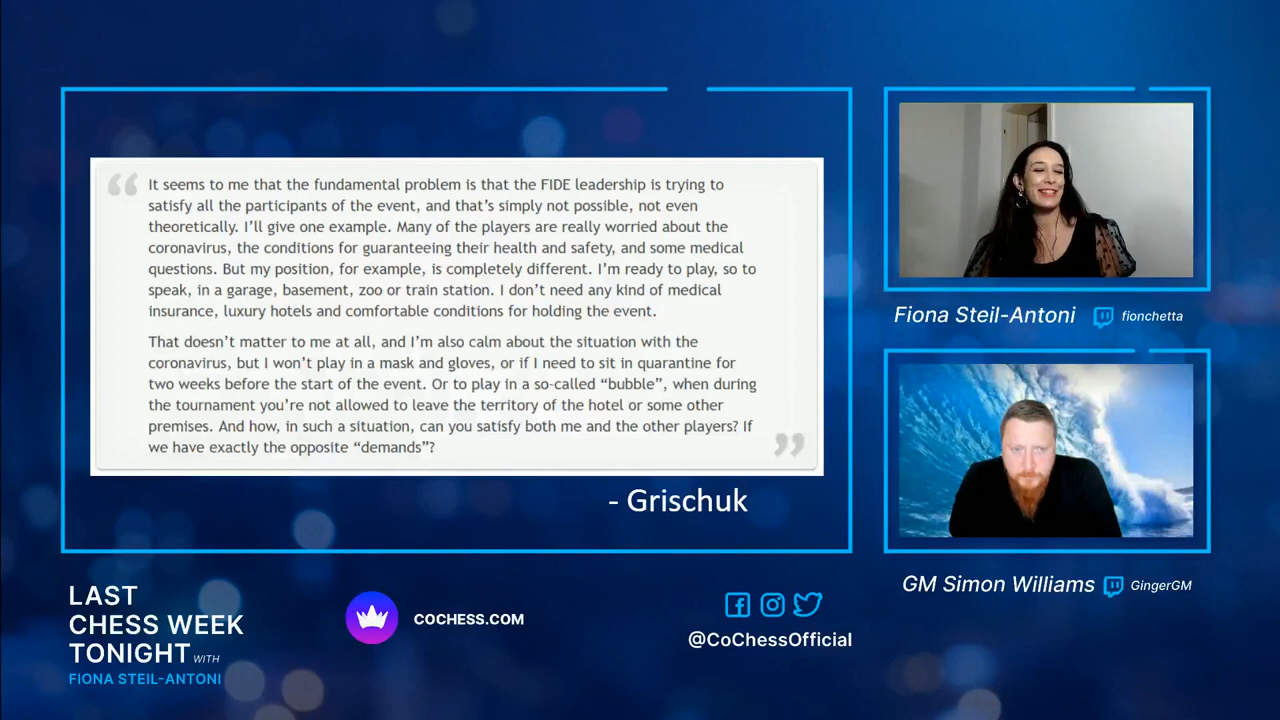 “
It seems to me that the fundamental problem is that the FIDE leadership is trying to
satisfy all the participants of the event, and that’s simply not possible, not even
theoretically. I’ll give one example. Many of the players are really worried about the
coronavirus, the conditions for guaranteeing their health and safety, and some medical
questions. But my position, for example, is completely different. I’m ready to play, so to
speak, in a garage, basement, zoo or train station. I don’t need any kind of medical
insurance, luxury hotels and comfortable conditions for holding the event.
That doesn’t matter to me at all, and I’m also calm about the situation with the
coronavirus, but I won’t play in a mask and gloves, or if I need to sit in quarantine for
two weeks before the start of the event. Or to play in a so-called “bubble”, when during
the tournament you’re not allowed to leave the territory of the hotel or some other
premises. And how, in such a situation, can you satisfy both me and the other players? If
we have exactly the opposite “demands”?
”
- Grischuk
Fiona Steil-Antoni fionchetta
GM Simon Williams GingerGM
LAST
CHESS WEEK
TONIGHT WITH
FIONA STEIL-ANTONI
COCHESS.COM
@CoChessOfficial